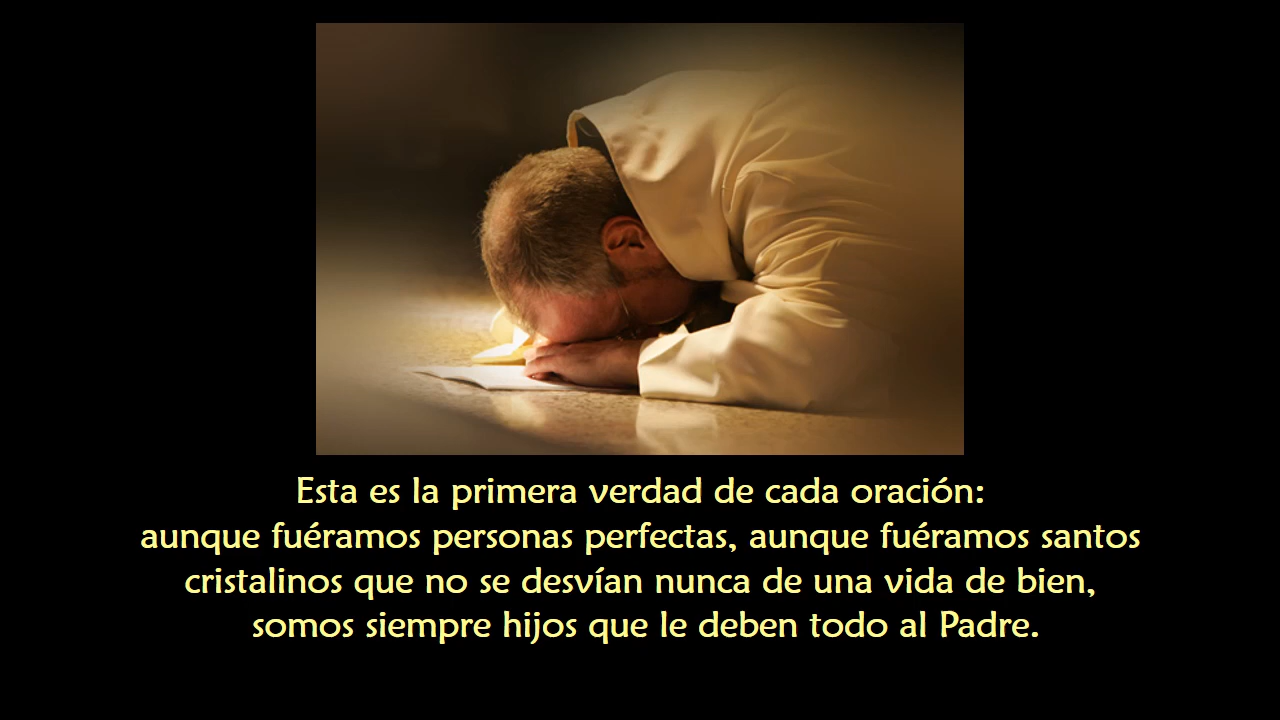 Esta es la primera verdad de cada oración:
aunque fuéramos personas perfectas, aunque fuéramos santos
cristalinos que no se desvían nunca de una vida de bien,
somos siempre hijos que le deben todo al Padre.